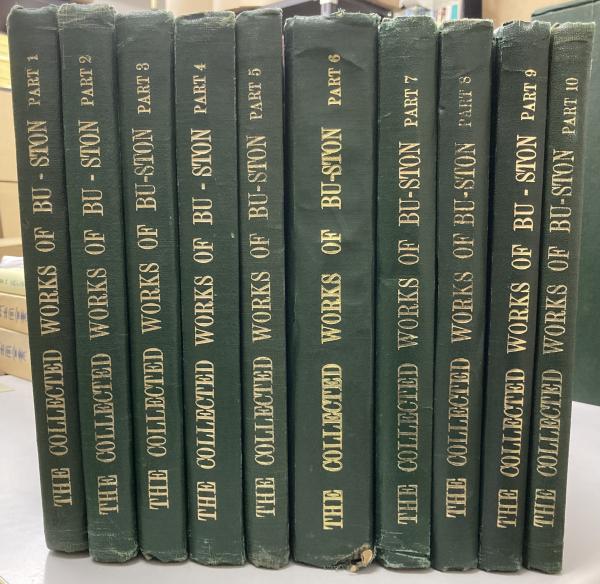 THE COLLECTED WORKS OF BU - STON PART 1
THE COLLECTED WORKS OF BU - STON PART 2
THE COLLECTED WORKS OF BU-STON PART 3
THE COLLECTED WORKS OF BU - STON PART 4
THE COLLECTED WORKS OF BU-STON PART 5
THE COLLECTED WORKS OF BU-STON PART 6
THE COLLECTED WORKS OF BU-STON PART 7
THE COLLECTED WORKS OF BU-STON PART 8
THE COLLECTED WORKS OF BU - STON PART 9
THE COLLECTED WORKS OF BU-STON PART 10